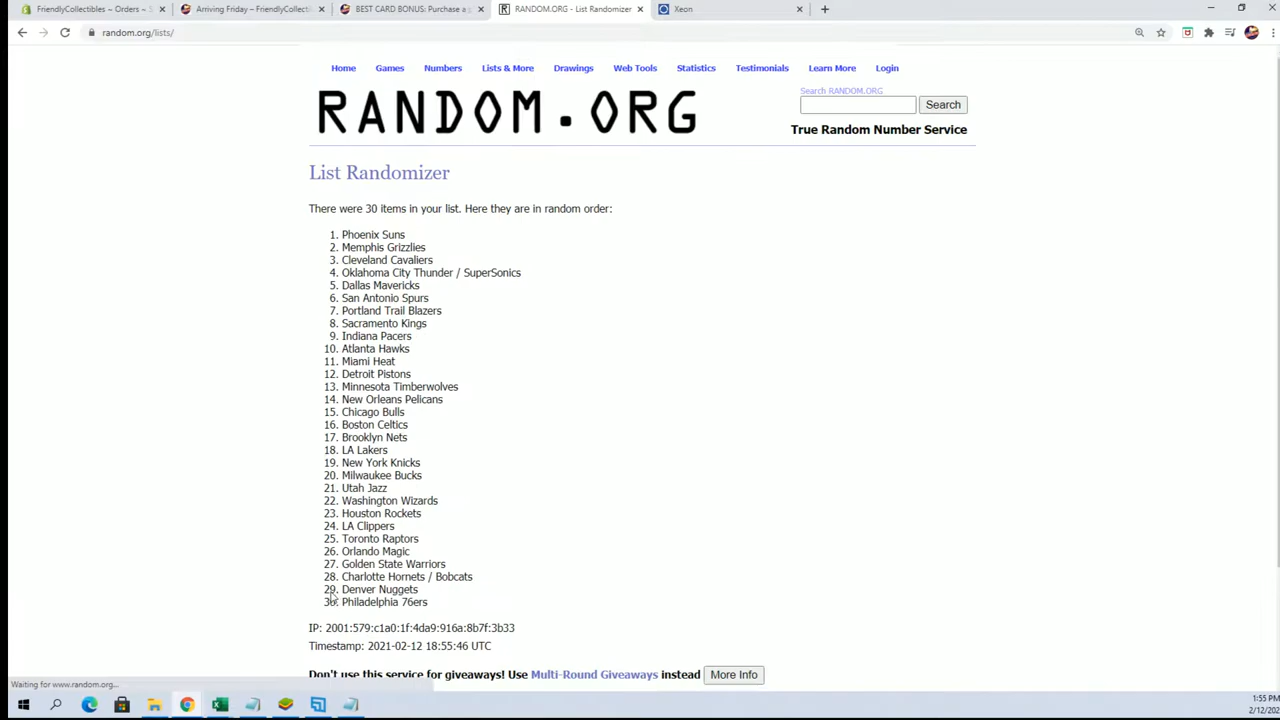 FriendlyCollectibles ~ Orders ~ S
Arriving Friday – FriendlyCollecti
BEST CARD BONUS: Purchase a
RANDOM.ORG - List Randomizer
Xeon
random.org/lists/
Home Games Numbers Lists & More Drawings Web Tools Statistics Testimonials Learn More Login
RANDOM.ORG
Search RANDOM.ORG
Search
True Random Number Service
List Randomizer
There were 30 items in your list. Here they are in random order:
1. Phoenix Suns
2. Memphis Grizzlies
3. Cleveland Cavaliers
4. Oklahoma City Thunder / SuperSonics
5. Dallas Mavericks
6. San Antonio Spurs
7. Portland Trail Blazers
8. Sacramento Kings
9. Indiana Pacers
10. Atlanta Hawks
11. Miami Heat
12. Detroit Pistons
13. Minnesota Timberwolves
14. New Orleans Pelicans
15. Chicago Bulls
16. Boston Celtics
17. Brooklyn Nets
18. LA Lakers
19. New York Knicks
20. Milwaukee Bucks
21. Utah Jazz
22. Washington Wizards
23. Houston Rockets
24. LA Clippers
25. Toronto Raptors
26. Orlando Magic
27. Golden State Warriors
28. Charlotte Hornets / Bobcats
29. Denver Nuggets
30. Philadelphia 76ers
IP: 2001:579:c1a0:1f:4da9:916a:8b7f:3b33
Timestamp: 2021-02-12 18:55:46 UTC
Don't use this service for giveaways! Use Multi-Round Giveaways instead More Info
Waiting for www.random.org...
1:55 PM
2/12/202